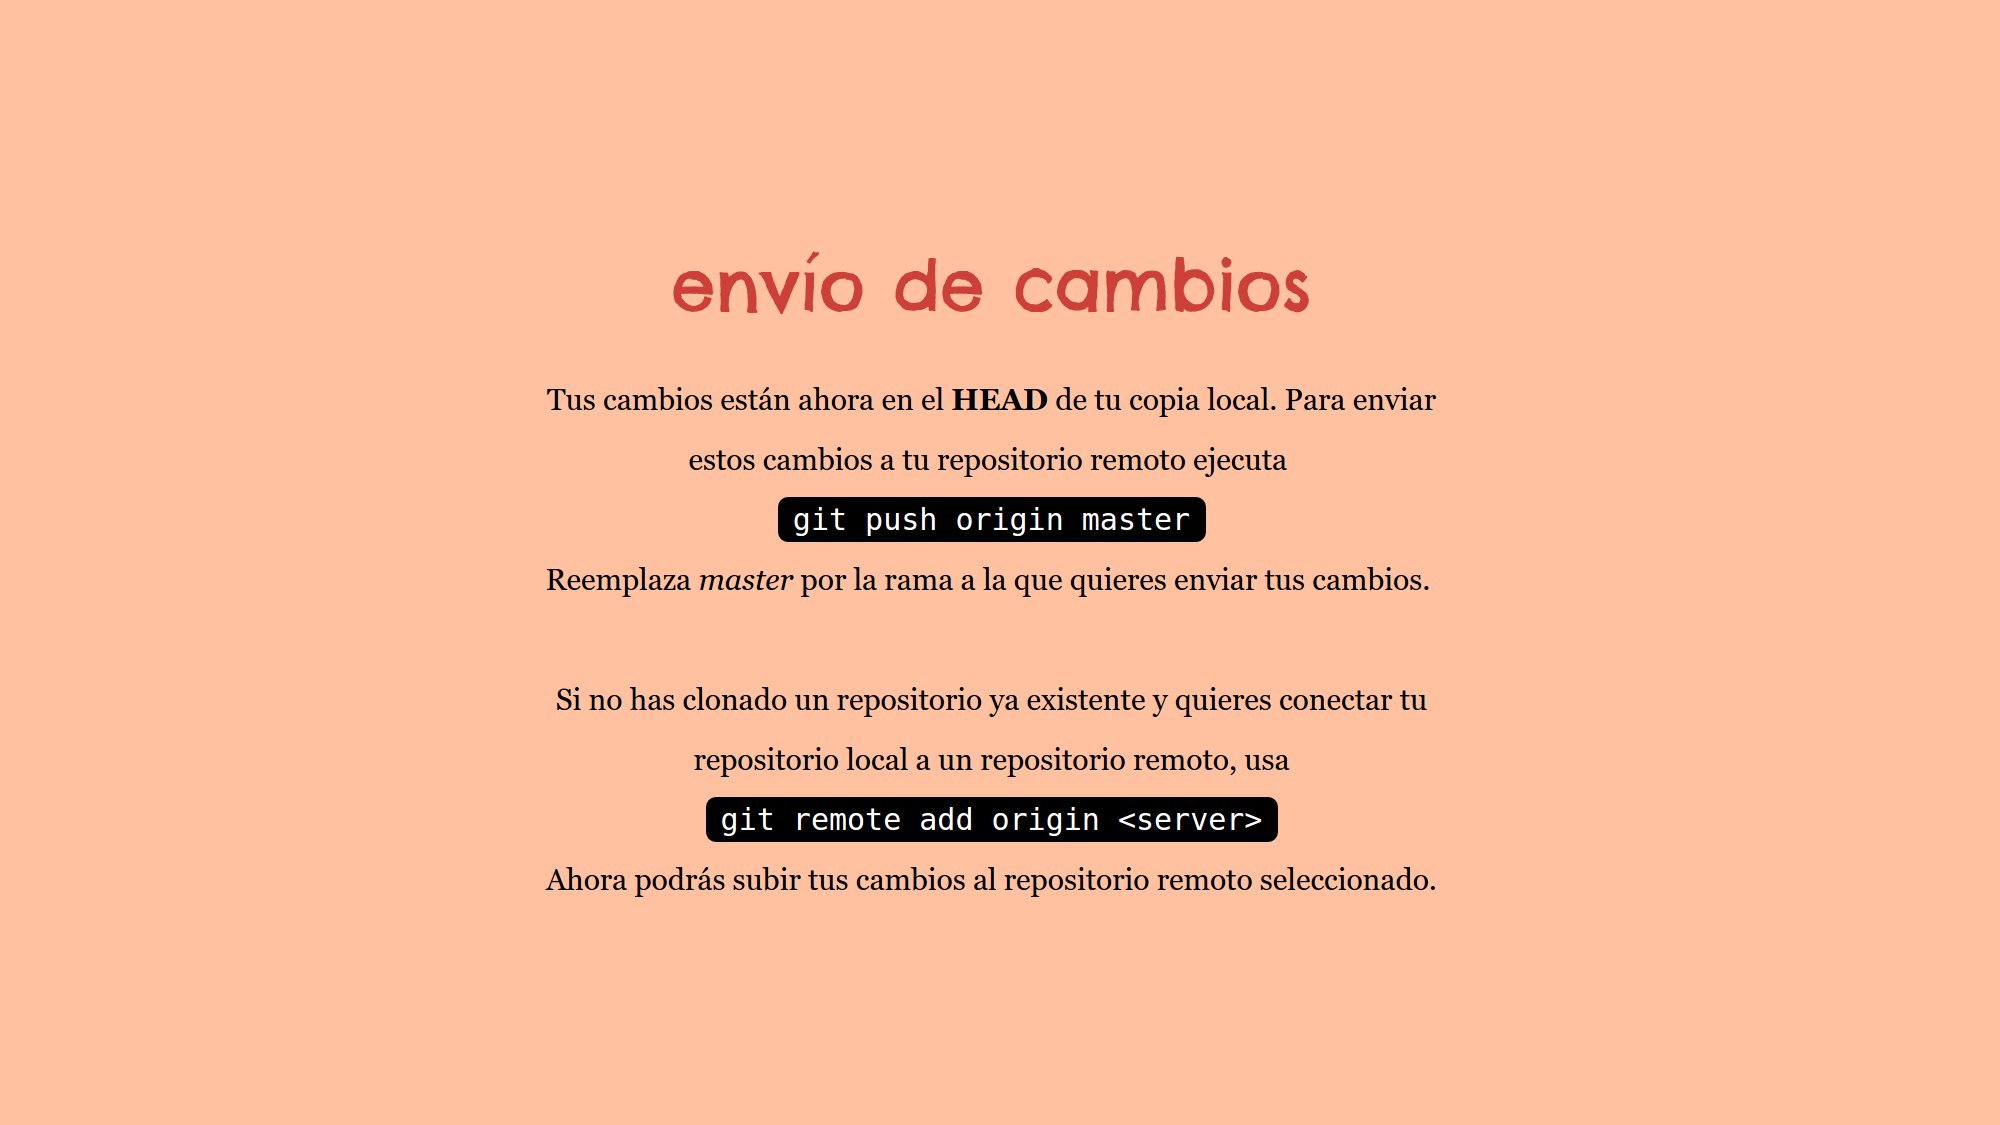 envío de cambios
Tus cambios están ahora en el HEAD de tu copia local. Para enviar
estos cambios a tu repositorio remoto ejecuta
git push origin master
Reemplaza master por la rama a la que quieres enviar tus cambios.
Si no has clonado un repositorio ya existente y quieres conectar tu
repositorio local a un repositorio remoto, usa
git remote add origin <server>
Ahora podrás subir tus cambios al repositorio remoto seleccionado.